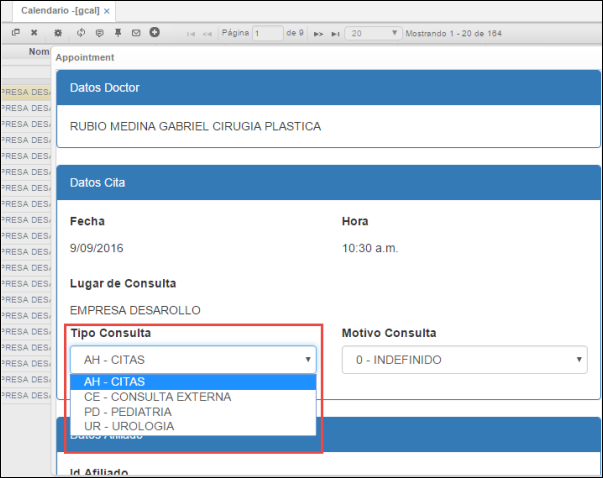 Calendario -[gcal] ×
Página 1 de 9 20 Mostrando 1 - 20 de 164
Nom
Appointment
PRESA DESA
Datos Doctor
PRESA DESA
RUBIO MEDINA GABRIEL CIRUGIA PLASTICA
PRESA DESA
PRESA DESA
PRESA DESA
PRESA DESA
Datos Cita
PRESA DESA
PRESA DESA
Fecha Hora
PRESA DESA
9/09/2016 10:30 a.m.
PRESA DESA
PRESA DESA
Lugar de Consulta
PRESA DESA
EMPRESA DESAROLLO
PRESA DESA
PRESA DESA
Tipo Consulta Motivo Consulta
PRESA DESA
AH - CITAS 0 - INDEFINIDO
PRESA DESA
AH - CITAS
PRESA DESA
CE - CONSULTA EXTERNA
PRESA DESA
PD - PEDIATRIA
UR - UROLOGIA
Datos Afiliado
Id Afiliado